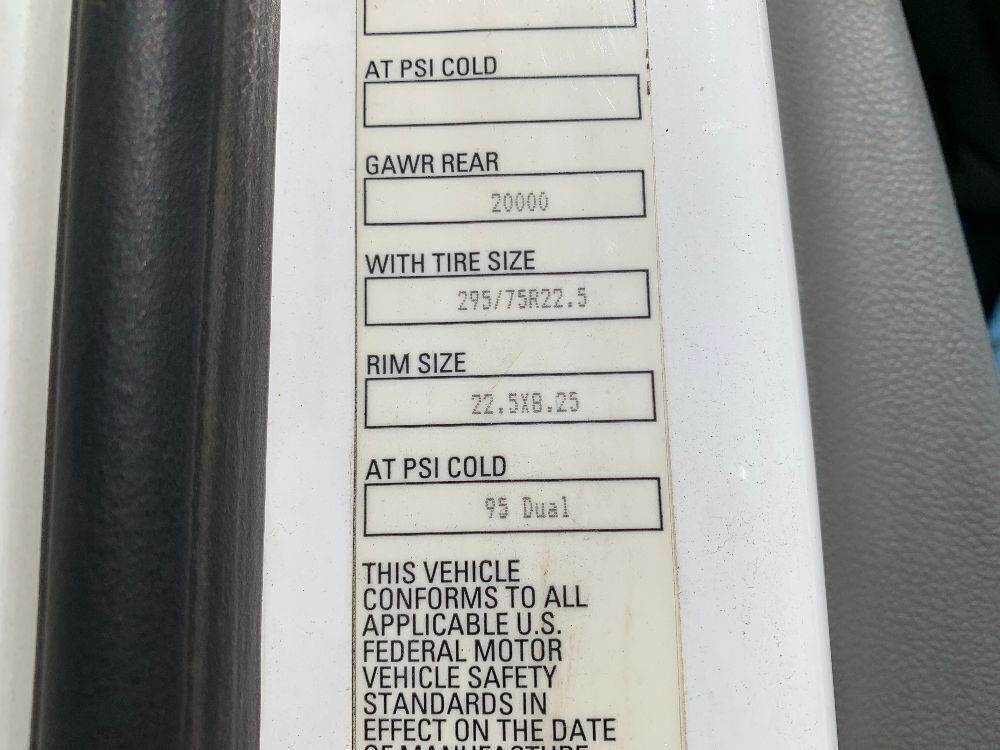 AT PSI COLD
GAWR REAR
20000
WITH TIRE SIZE
295/75R22.5
RIM SIZE
22.5X8.25
AT PSI COLD
95 Dual
THIS VEHICLE
CONFORMS TO ALL
APPLICABLE U.S.
FEDERAL MOTOR
VEHICLE SAFETY
STANDARDS IN
EFFECT ON THE DATE
OF MANUFACTURE